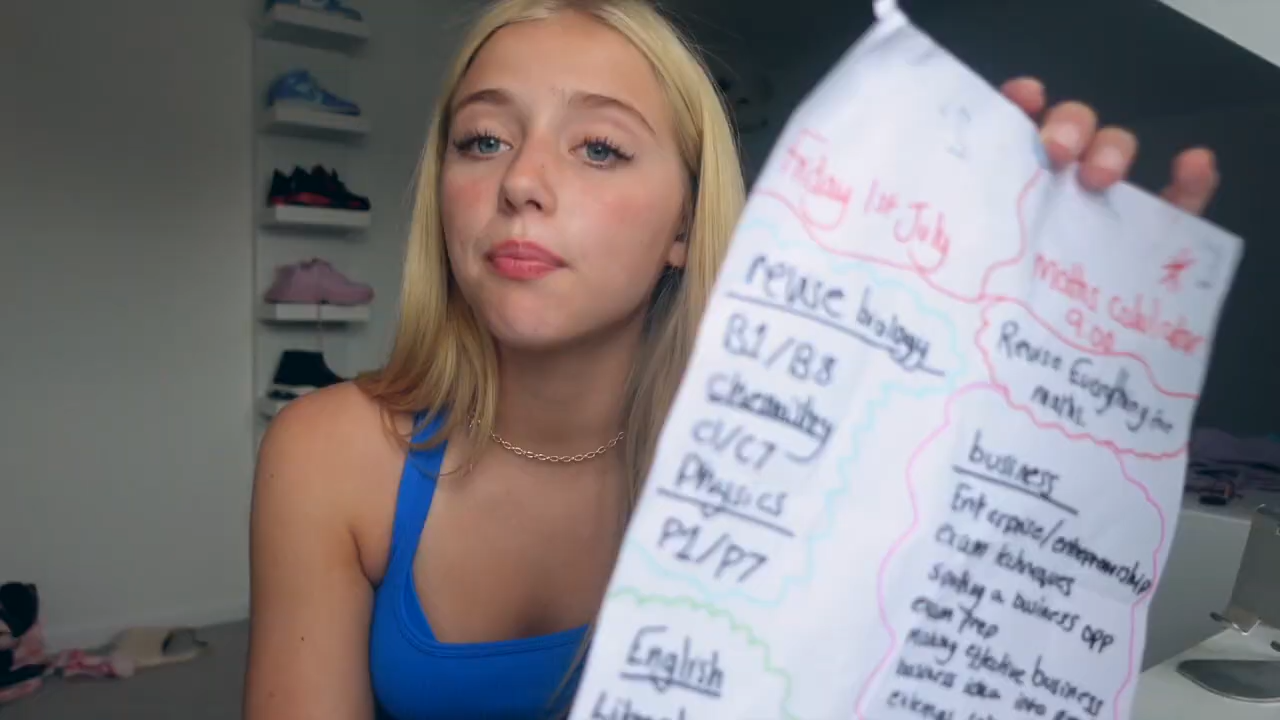 Friday 1st July
maths calculator
9.00
revise biology
B1/B8
chemistry
C1/C7
Physics
P1/P7
English
Revise Everything for
maths
business
Enterprise/entrepreneurship
exam techniques
spotting a business opp
exam prep
making effective business
business idea into